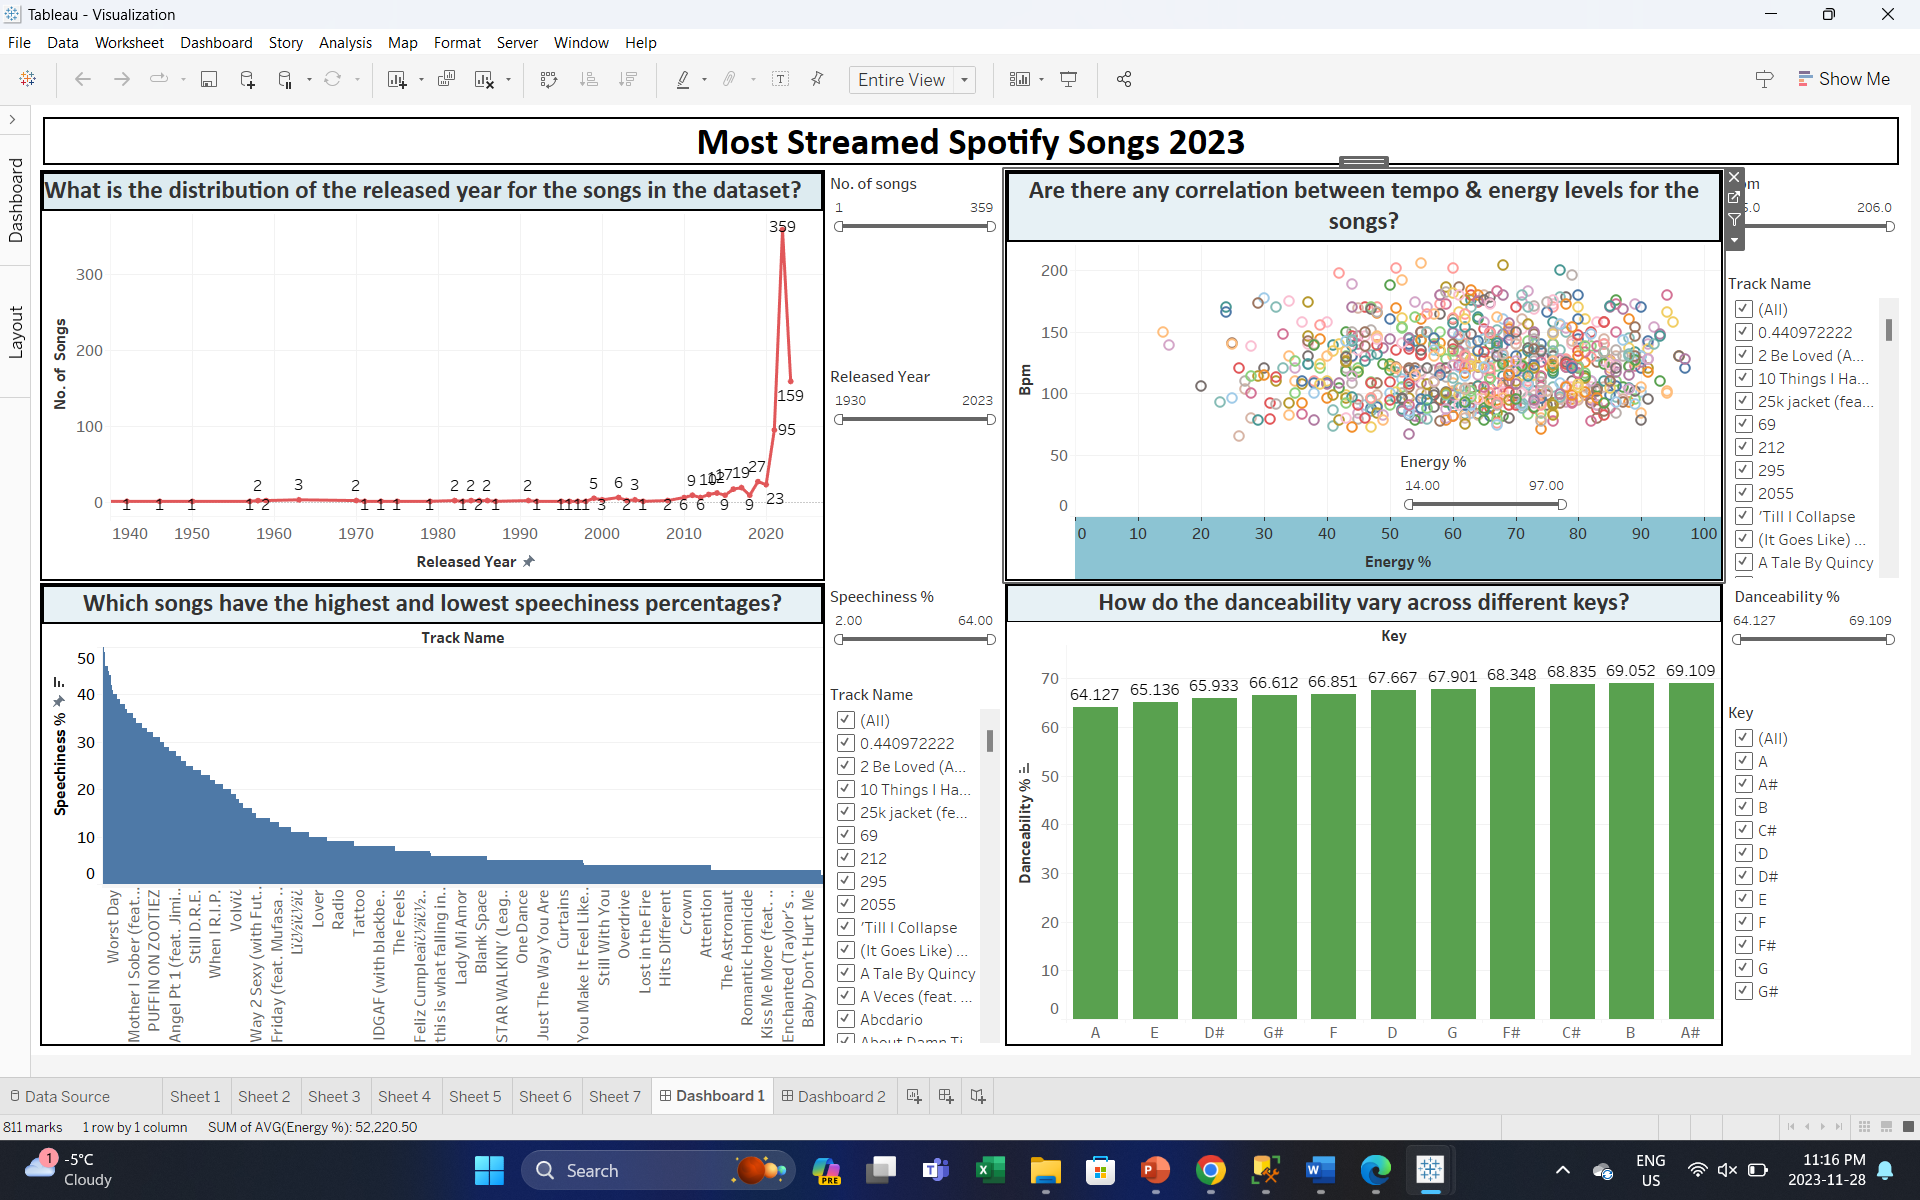 Tableau - Visualization
File Data Worksheet Dashboard Story Analysis Map Format Server Window Help
Entire View
Show Me
Dashboard
Layout
Most Streamed Spotify Songs 2023
What is the distribution of the released year for the songs in the dataset?
No. of Songs
300
200
100
0
359
159
95
1 1 1 1 2 2 3 2 1 1 1 1 2 1 2 2 2 1 2 1
5 3 6 2 3 1 2 6 9 6 9 19 9 27 23
1940 1950 1960 1970 1980 1990 2000 2010 2020
Released Year
No. of songs
1 359
Released Year
1930 2023
Are there any correlation between tempo & energy levels for the
songs?
Bpm
200
150
100
50
0
Energy %
14.00 97.00
0 10 20 30 40 50 60 70 80 90 100
Energy %
206.0
Track Name
(All)
0.440972222
2 Be Loved (A...
10 Things I Ha...
25k jacket (fea...
69
212
295
2055
'Till I Collapse
(It Goes Like) ...
A Tale By Quincy
Which songs have the highest and lowest speechiness percentages?
Track Name
Speechiness %
50
40
30
20
10
0
Worst Day
Mother I Sober (feat..
PUFFIN ON ZOOTIEZ
Angel Pt 1 (feat. Jimi..
Still D.R.E.
When I R.I.P.
Volvï¿
Way 2 Sexy (with Fut..
Friday (feat. Mufasa ..
Lï¿½ï¿½ï¿
Lover
Radio
Tattoo
IDGAF (with blackbe..
The Feels
Feliz Cumpleaï¿½ï¿½..
this is what falling in..
Lady Mi Amor
Blank Space
STAR WALKIN' (Leag..
One Dance
Just The Way You Are
Curtains
You Make It Feel Like..
Still With You
Overdrive
Lost in the Fire
Hits Different
Crown
Attention
The Astronaut
Romantic Homicide
Kiss Me More (feat. ..
Enchanted (Taylor's ..
Baby Don't Hurt Me
Speechiness %
2.00 64.00
Track Name
(All)
0.440972222
2 Be Loved (A...
10 Things I Ha...
25k jacket (fe...
69
212
295
2055
'Till I Collapse
(It Goes Like) ...
A Tale By Quincy
A Veces (feat. ...
Abcdario
About Damn Ti
How do the danceability vary across different keys?
Key
Danceability %
70
60
50
40
30
20
10
0
64.127 65.136 65.933 66.612 66.851 67.667 67.901 68.348 68.835 69.052 69.109
A E D# G# F D G F# C# B A#
Danceability %
64.127 69.109
Key
(All)
A
A#
B
C#
D
D#
E
F
F#
G
G#
Data Source Sheet 1 Sheet 2 Sheet 3 Sheet 4 Sheet 5 Sheet 6 Sheet 7 Dashboard 1 Dashboard 2
811 marks 1 row by 1 column SUM of AVG(Energy %): 52,220.50
1
-5°C
Cloudy
Search
PRE
ENG
US
11:16 PM
2023-11-28